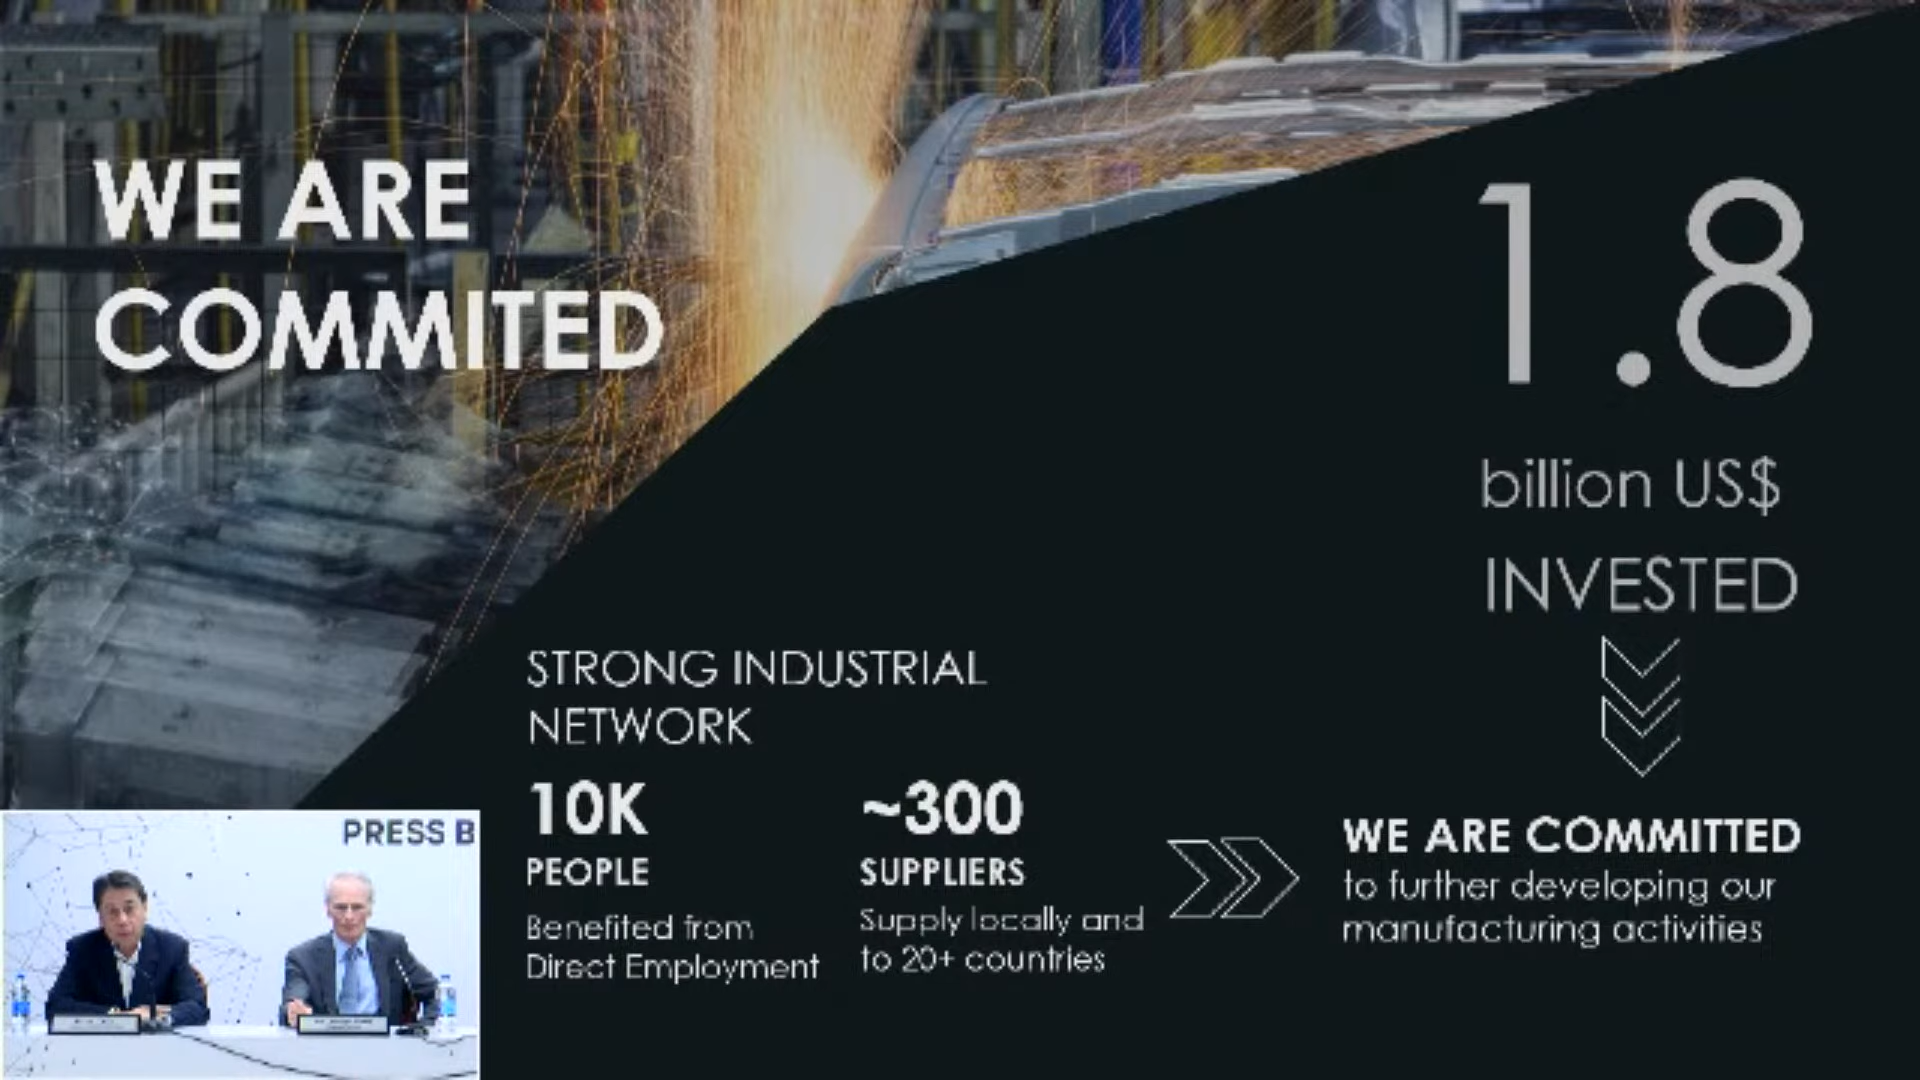 WE ARE
COMMITED
1.8
billion US$
INVESTED
STRONG INDUSTRIAL
NETWORK
10K
PEOPLE
Benefited from
Direct Employment
~300
SUPPLIERS
Supply locally and
to 20+ countries
WE ARE COMMITTED
to further developing our
manufacturing activities
PRESS B